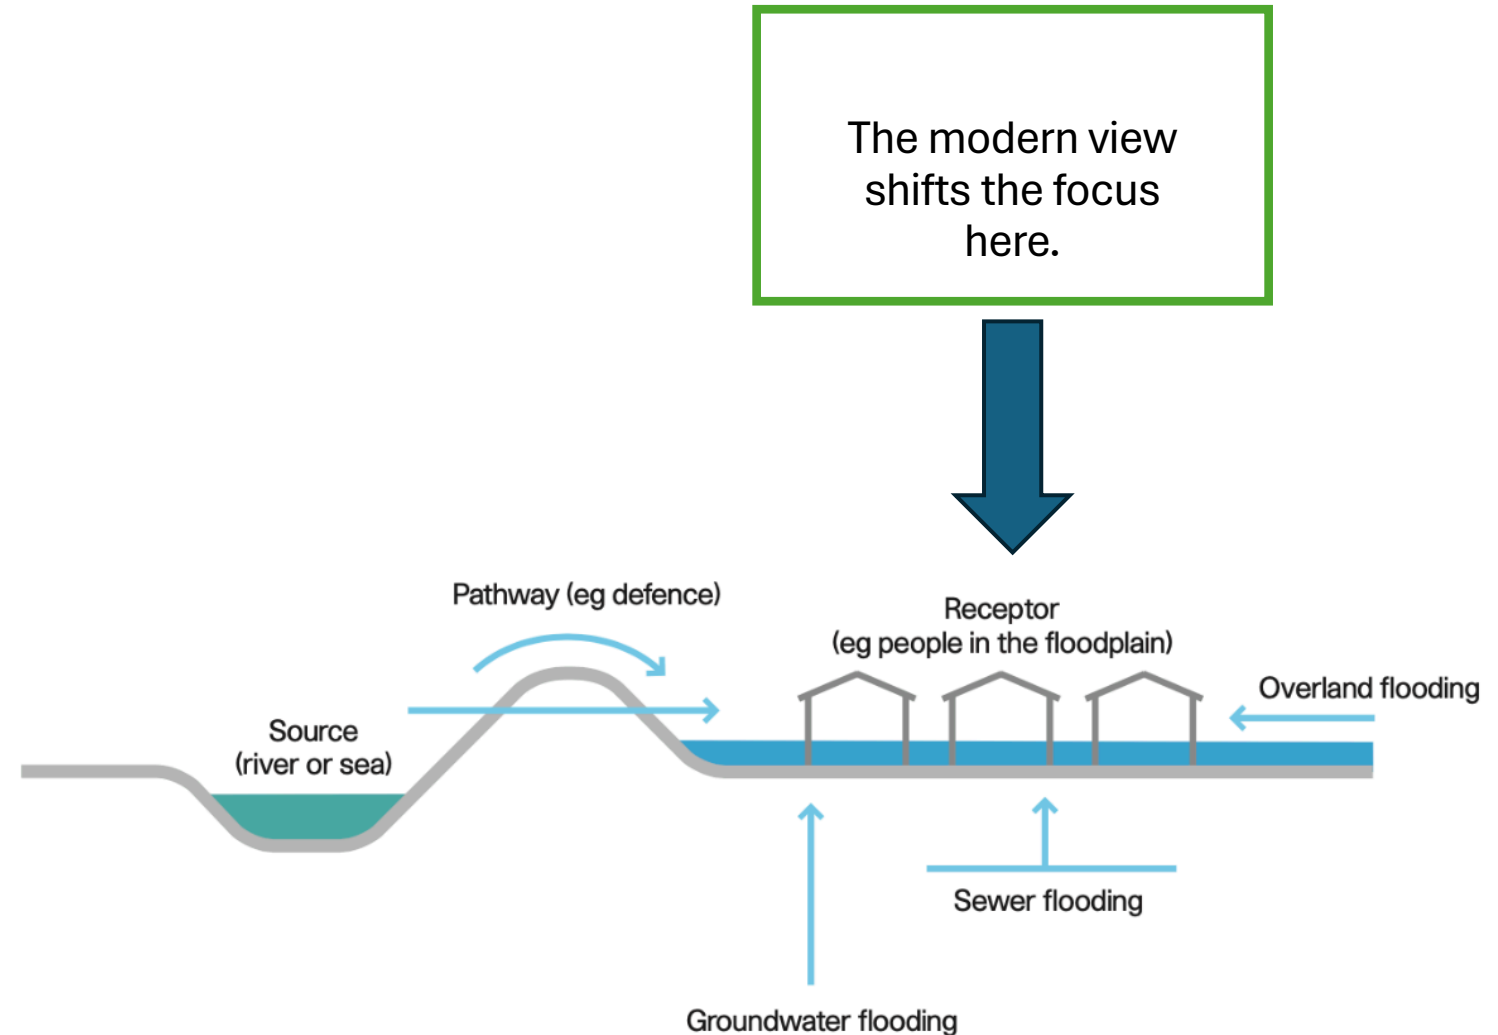 The modern view
shifts the focus
here.
Pathway (eg defence)
Receptor
(eg people in the floodplain)
Overland flooding
Source
(river or sea)
Sewer flooding
Groundwater flooding